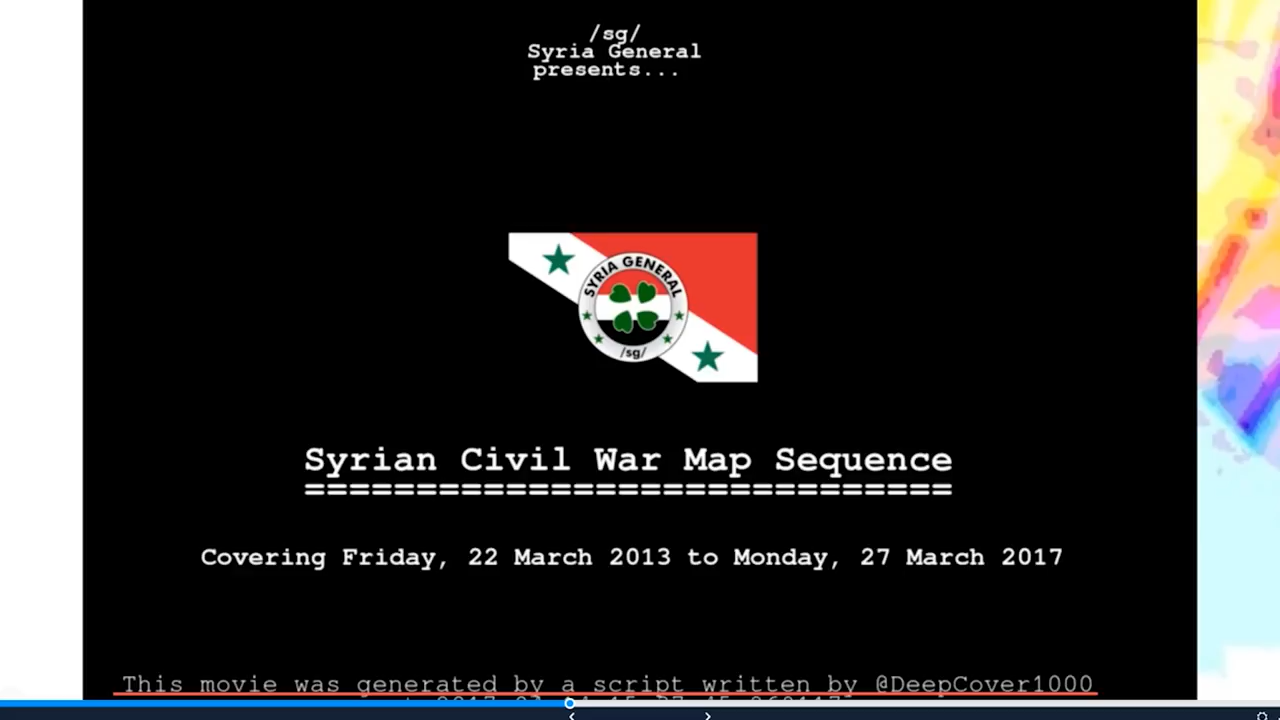 /sg/
Syria General
presents...
SYRIA GENERAL
/sg/
Syrian Civil War Map Sequence
=============================
Covering Friday, 22 March 2013 to Monday, 27 March 2017
This movie was generated by a script written by @DeepCover1000